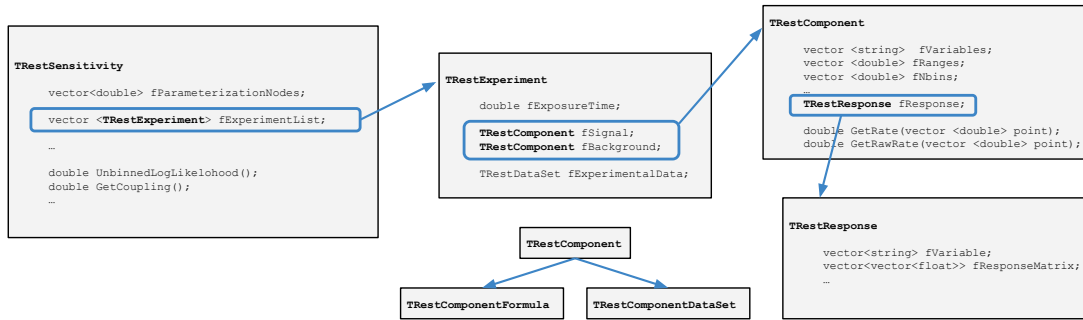 TRestSensitivity
vector<double> fParameterizationNodes;
vector <TRestExperiment> fExperimentList;
…
double UnbinnedLogLikelohood();
double GetCoupling();
…
TRestExperiment
double fExposureTime;
TRestComponent fSignal;
TRestComponent fBackground;
TRestDataSet fExperimentalData;
TRestComponent
vector <string> fVariables;
vector <double> fRanges;
vector <double> fNbins;
…
TRestResponse fResponse;
double GetRate(vector <double> point);
double GetRawRate(vector <double> point);
TRestResponse
vector<string> fVariable;
vector<vector<float>> fResponseMatrix;
…
TRestComponent
TRestComponentFormula
TRestComponentDataSet